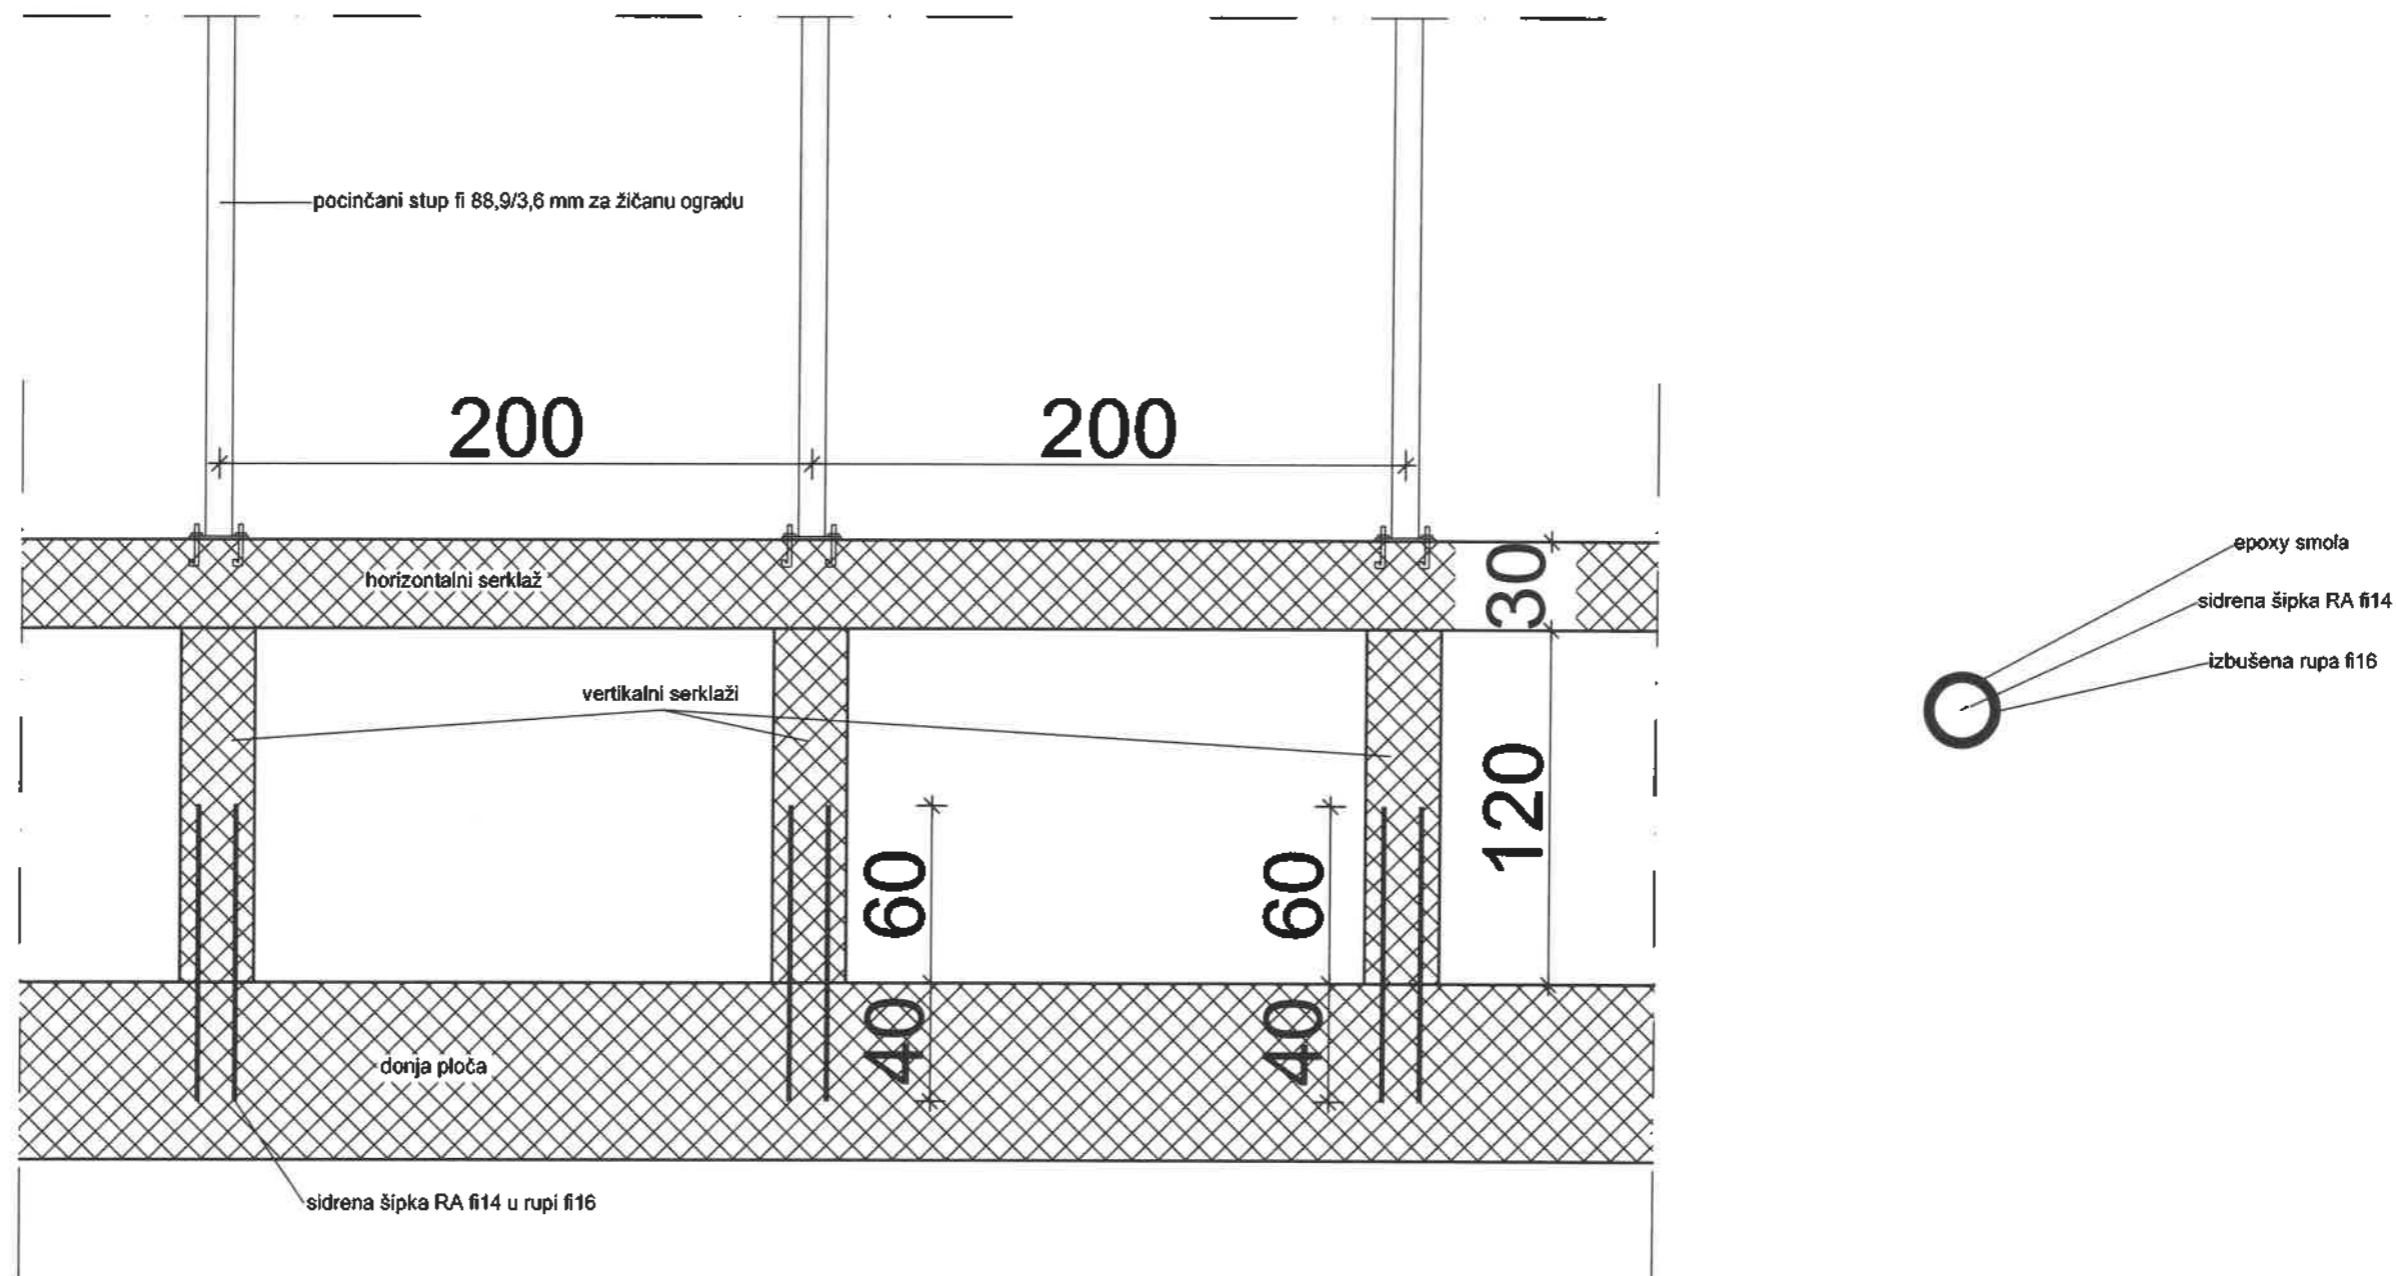 pocinčani stup fi 88,9/3,6 mm za žičanu ogradu
200
200
horizontalni serklaž
30
epoxy smola
sidrena šipka RA fi14
izbušena rupa fi16
vertikalni serklaži
120
60
60
40
40
donja ploča
sidrena šipka RA fi14 u rupi fi16